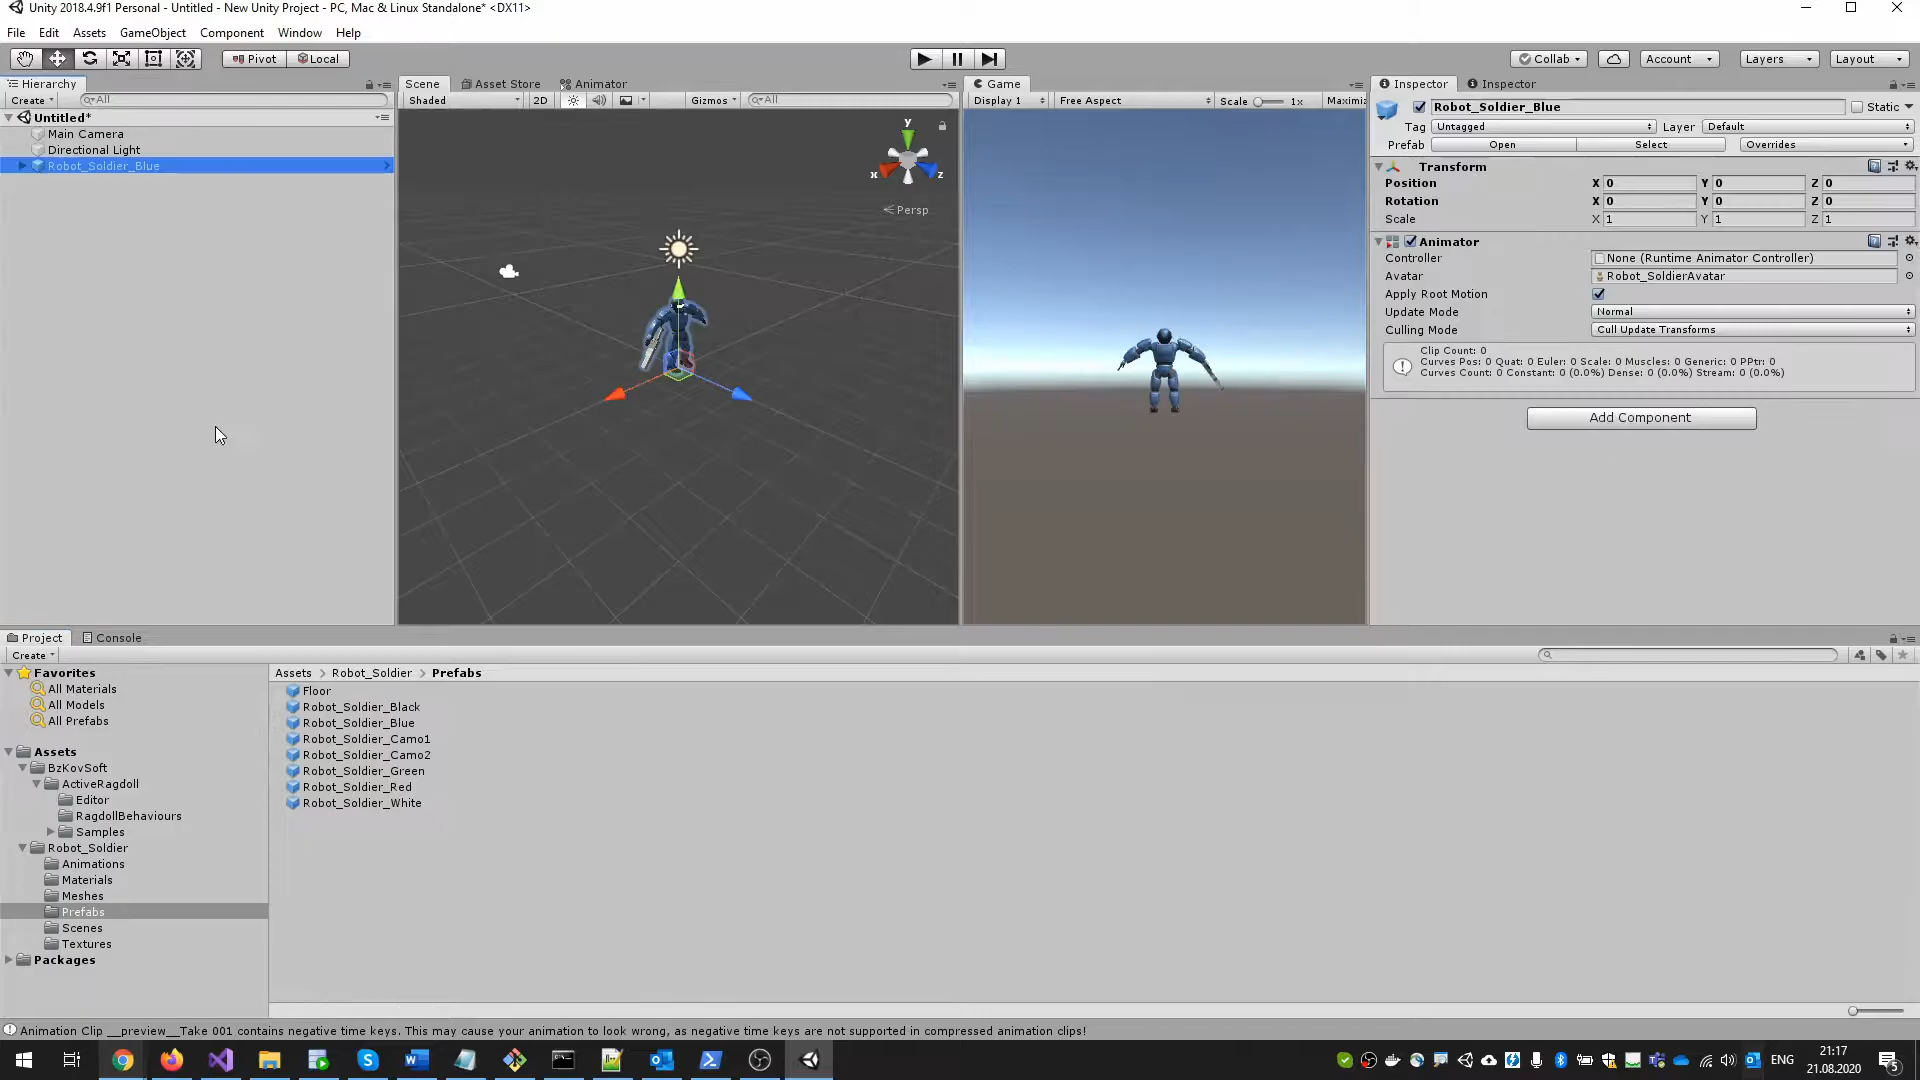 Unity 2018.4.9f1 Personal - Untitled - New Unity Project - PC, Mac & Linux Standalone* <DX11>
File Edit Assets GameObject Component Window Help
Pivot Local Collab Account Layers Layout
Hierarchy
Create All
Untitled*
Main Camera
Directional Light
Robot_Soldier_Blue
Scene Asset Store Animator
Shaded 2D Gizmos All
y
x z
Persp
Game
Display 1 Free Aspect Scale 1x Maximi
Inspector Inspector
Robot_Soldier_Blue Static
Tag Untagged Layer Default
Prefab Open Select Overrides
Transform
Position X 0 Y 0 Z 0
Rotation X 0 Y 0 Z 0
Scale X 1 Y 1 Z 1
Animator
Controller None (Runtime Animator Controller)
Avatar Robot_SoldierAvatar
Apply Root Motion
Update Mode Normal
Culling Mode Cull Update Transforms
Clip Count: 0
Curves Pos: 0 Quat: 0 Euler: 0 Scale: 0 Muscles: 0 Generic: 0 PPtr: 0
Curves Count: 0 Constant: 0 (0.0%) Dense: 0 (0.0%) Stream: 0 (0.0%)
Add Component
Project Console
Create
Favorites
All Materials
All Models
All Prefabs
Assets
BzKovSoft
ActiveRagdoll
Editor
RagdollBehaviours
Samples
Robot_Soldier
Animations
Materials
Meshes
Prefabs
Scenes
Textures
Packages
Assets > Robot_Soldier > Prefabs
Floor
Robot_Soldier_Black
Robot_Soldier_Blue
Robot_Soldier_Camo1
Robot_Soldier_Camo2
Robot_Soldier_Green
Robot_Soldier_Red
Robot_Soldier_White
Animation Clip __preview__Take 001 contains negative time keys. This may cause your animation to look wrong, as negative time keys are not supported in compressed animation clips!
ENG
21:17
21.08.2020
5